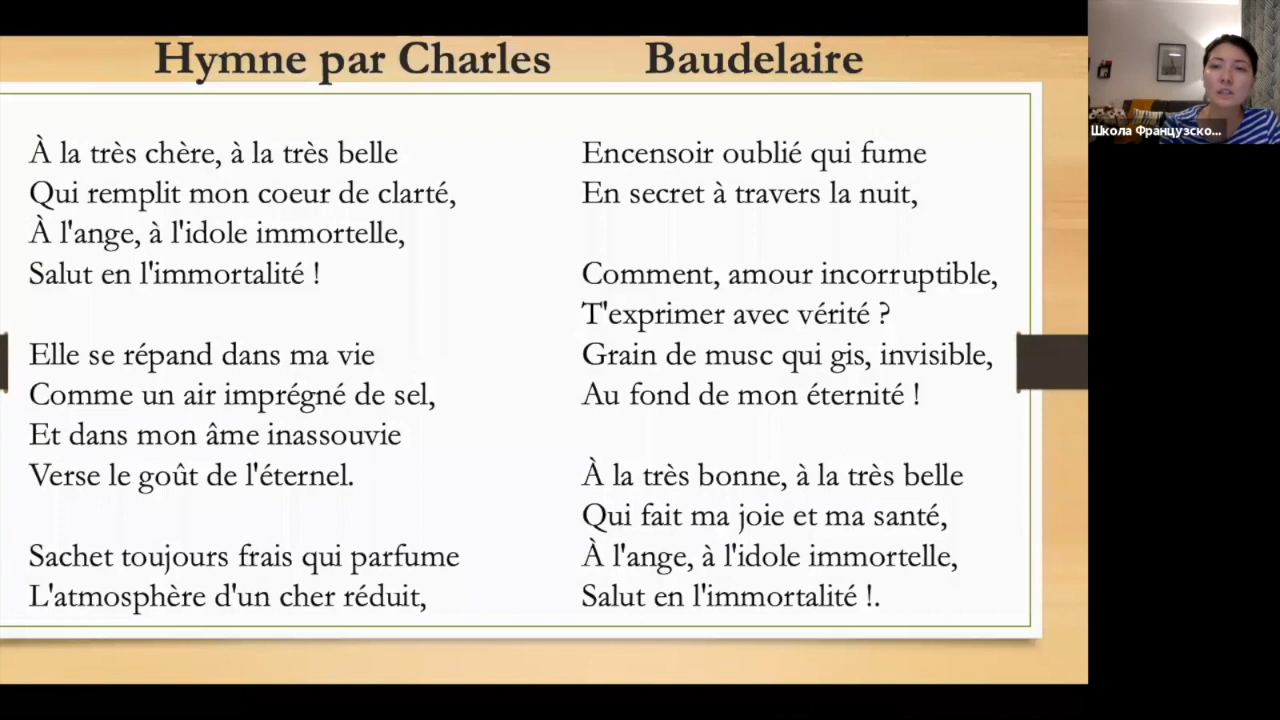 Hymne par Charles Baudelaire
À la très chère, à la très belle
Qui remplit mon coeur de clarté,
À l'ange, à l'idole immortelle,
Salut en l'immortalité !
Elle se répand dans ma vie
Comme un air imprégné de sel,
Et dans mon âme inassouvie
Verse le goût de l'éternel.
Sachet toujours frais qui parfume
L'atmosphère d'un cher réduit,
Encensoir oublié qui fume
En secret à travers la nuit,
Comment, amour incorruptible,
T'exprimer avec vérité ?
Grain de musc qui gis, invisible,
Au fond de mon éternité !
À la très bonne, à la très belle
Qui fait ma joie et ma santé,
À l'ange, à l'idole immortelle,
Salut en l'immortalité !.
Школа Французско...